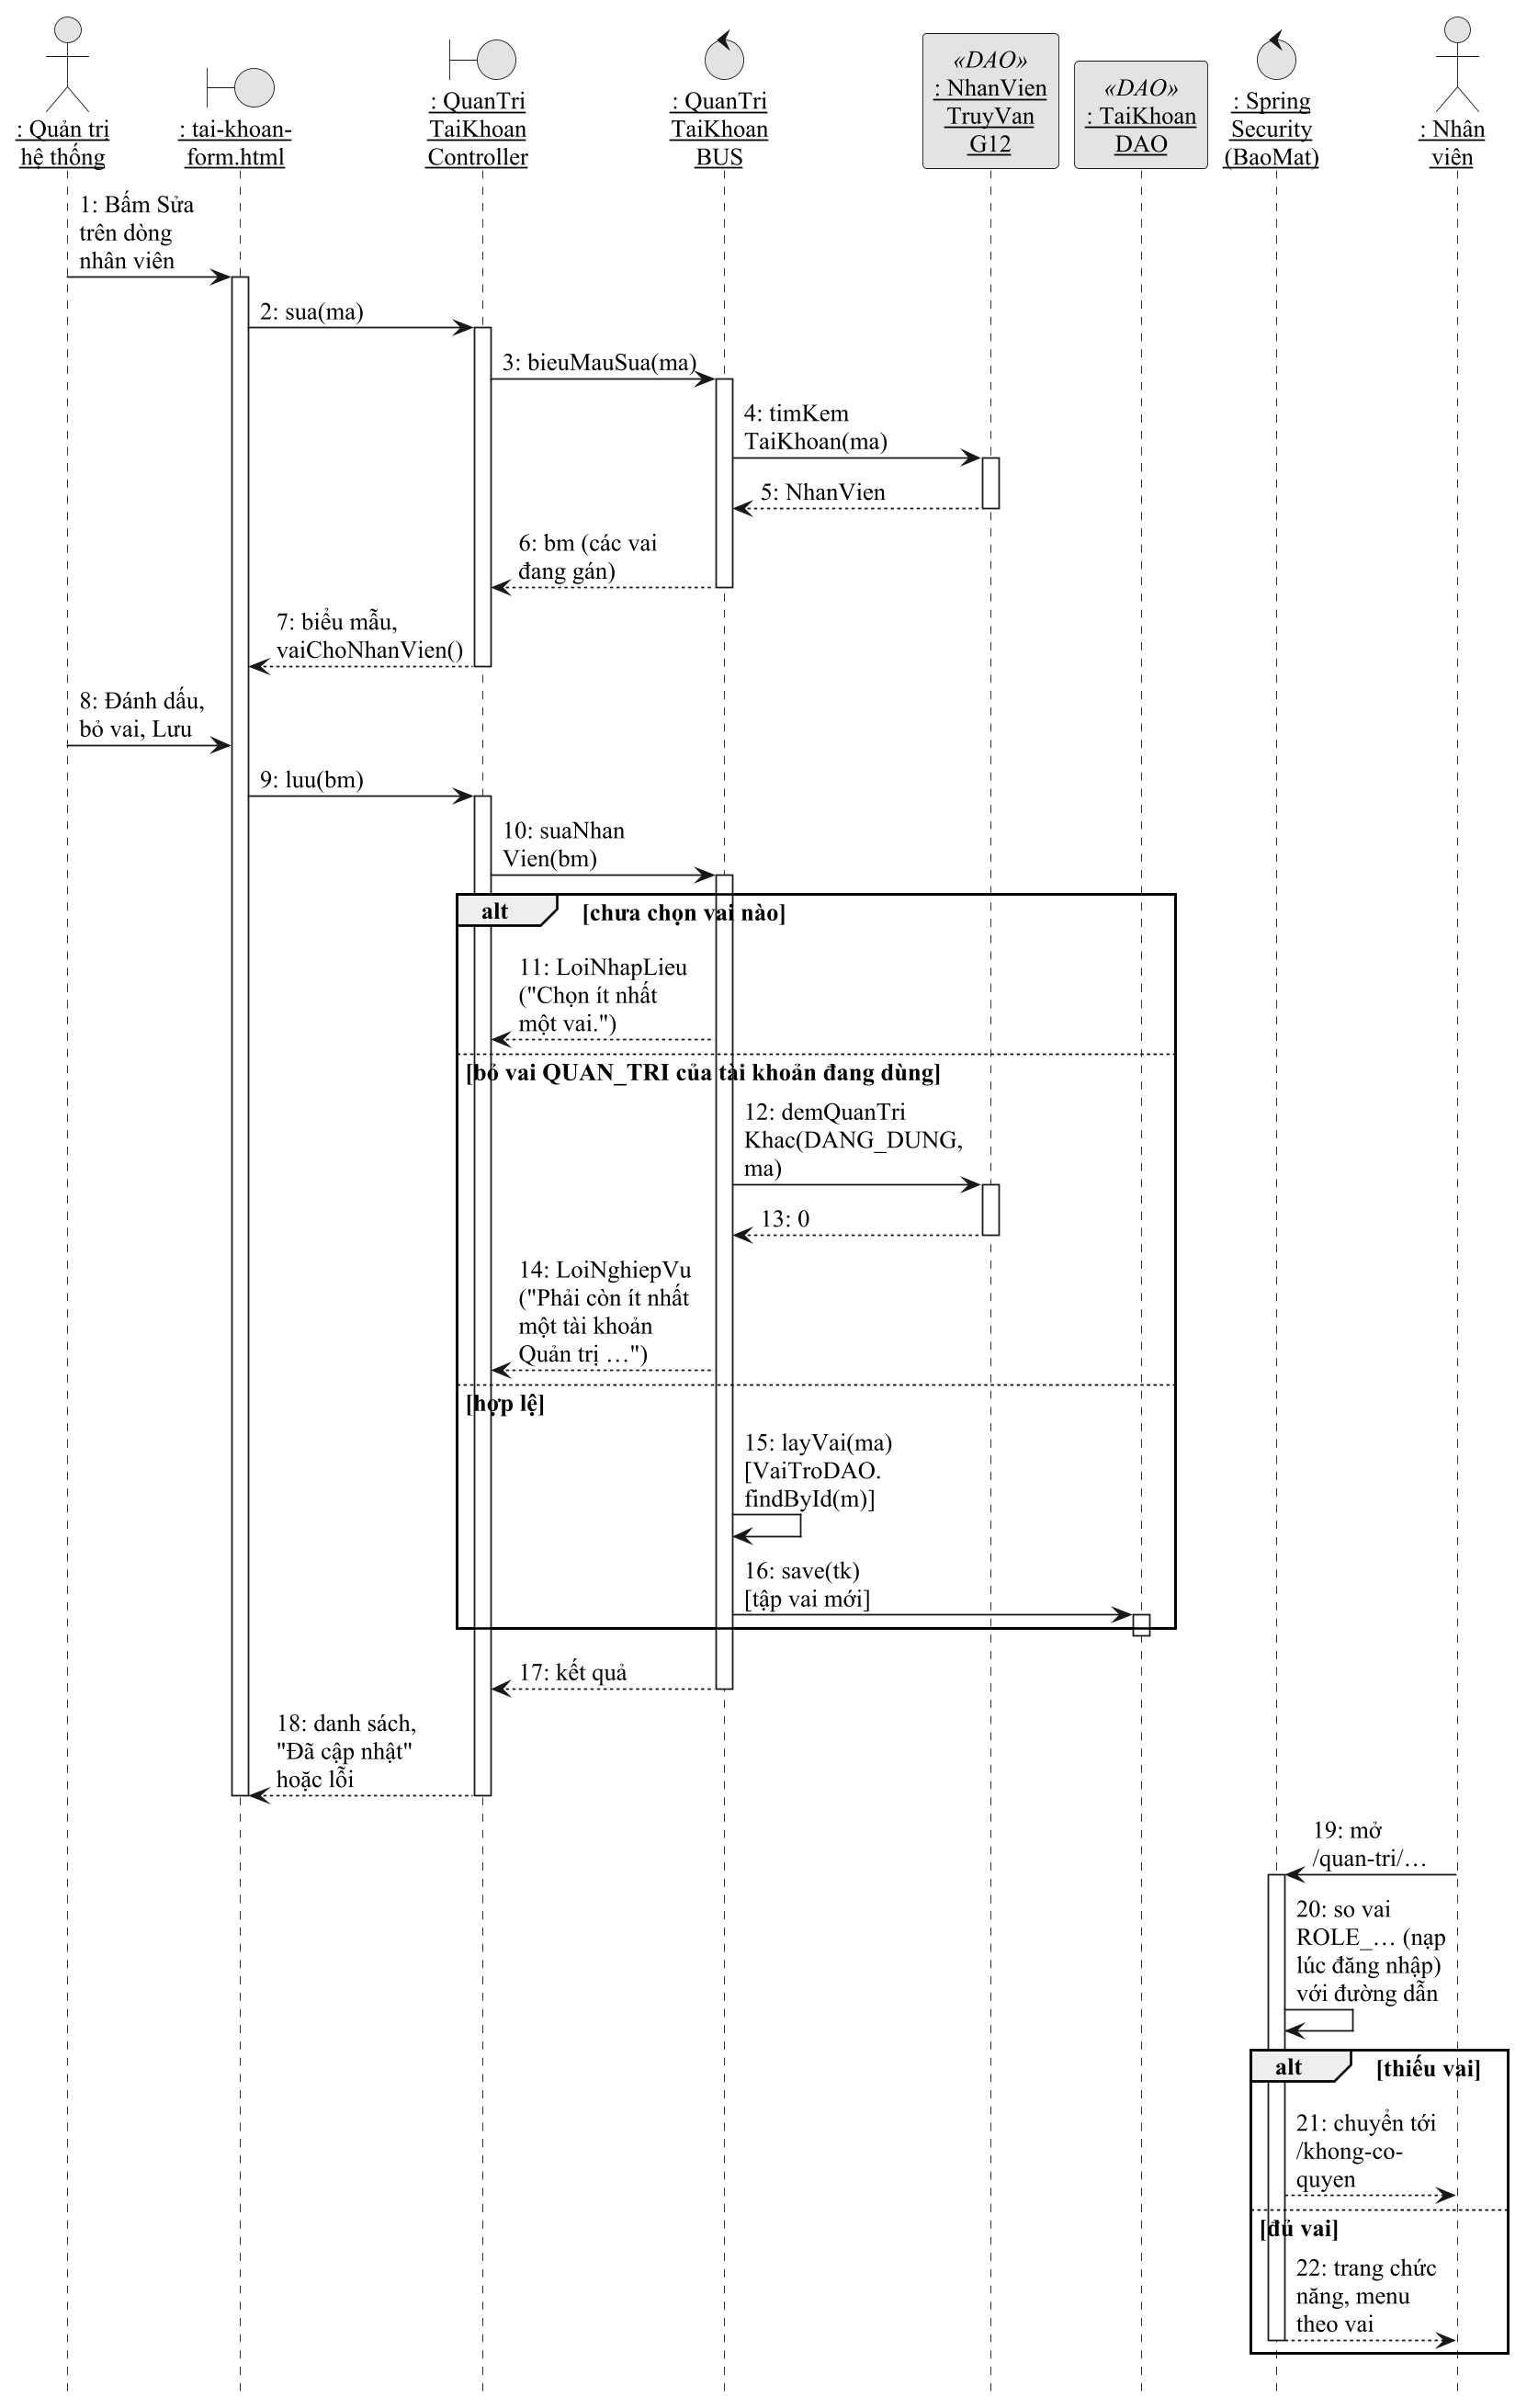 : Quản trị
hệ thống
: tai-khoan-
form.html
: QuanTri
TaiKhoan
Controller
: QuanTri
TaiKhoan
BUS
«DAO»
: NhanVien
TruyVan
G12
«DAO»
: TaiKhoan
DAO
: Spring
Security
(BaoMat)
: Nhân
viên
1: Bấm Sửa
trên dòng
nhân viên
2: sua(ma)
3: bieuMauSua(ma)
4: timKem
TaiKhoan(ma)
5: NhanVien
6: bm (các vai
đang gán)
7: biểu mẫu,
vaiChoNhanVien()
8: Đánh dấu,
bỏ vai, Lưu
9: luu(bm)
10: suaNhan
Vien(bm)
alt [chưa chọn vai nào]
11: LoiNhapLieu
("Chọn ít nhất
một vai.")
[bỏ vai QUAN_TRI của tài khoản đang dùng]
12: demQuanTri
Khac(DANG_DUNG,
ma)
13: 0
14: LoiNghiepVu
("Phải còn ít nhất
một tài khoản
Quản trị …")
[hợp lệ]
15: layVai(ma)
[VaiTroDAO.
findById(m)]
16: save(tk)
[tập vai mới]
17: kết quả
18: danh sách,
"Đã cập nhật"
hoặc lỗi
19: mở
/quan-tri/…
20: so vai
ROLE_… (nạp
lúc đăng nhập)
với đường dẫn
alt [thiếu vai]
21: chuyển tới
/khong-co-
quyen
[đủ vai]
22: trang chức
năng, menu
theo vai